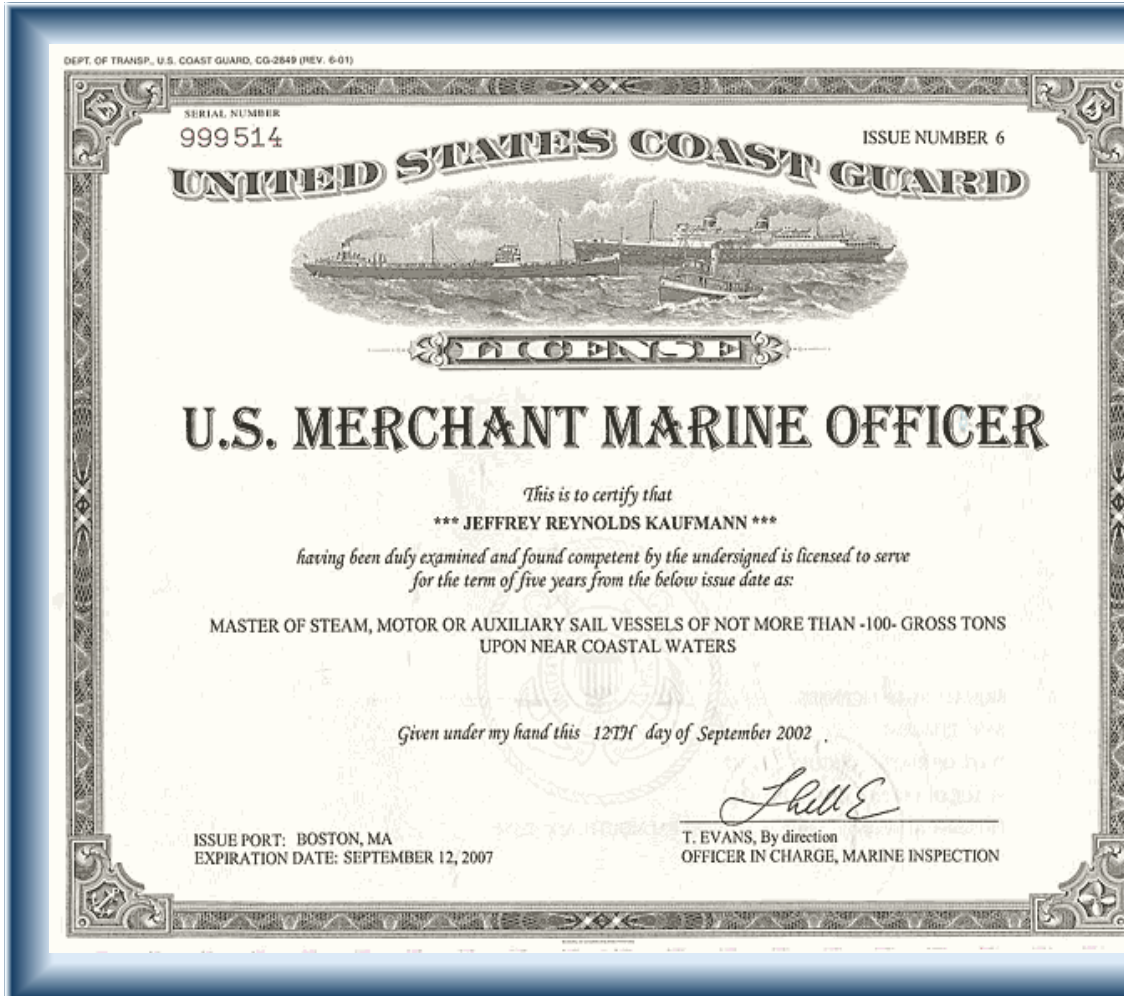 DEPT. OF TRANSP., U.S. COAST GUARD, CG-2849 (REV. 6-01)
SERIAL NUMBER
999514
ISSUE NUMBER 6
UNITED STATES COAST GUARD
LICENSE
U.S. MERCHANT MARINE OFFICER
This is to certify that
*** JEFFREY REYNOLDS KAUFMANN ***
having been duly examined and found competent by the undersigned is licensed to serve
for the term of five years from the below issue date as:
MASTER OF STEAM, MOTOR OR AUXILIARY SAIL VESSELS OF NOT MORE THAN -100- GROSS TONS
UPON NEAR COASTAL WATERS
Given under my hand this 12TH day of September 2002 .
ISSUE PORT: BOSTON, MA
EXPIRATION DATE: SEPTEMBER 12, 2007
T. EVANS, By direction
OFFICER IN CHARGE, MARINE INSPECTION